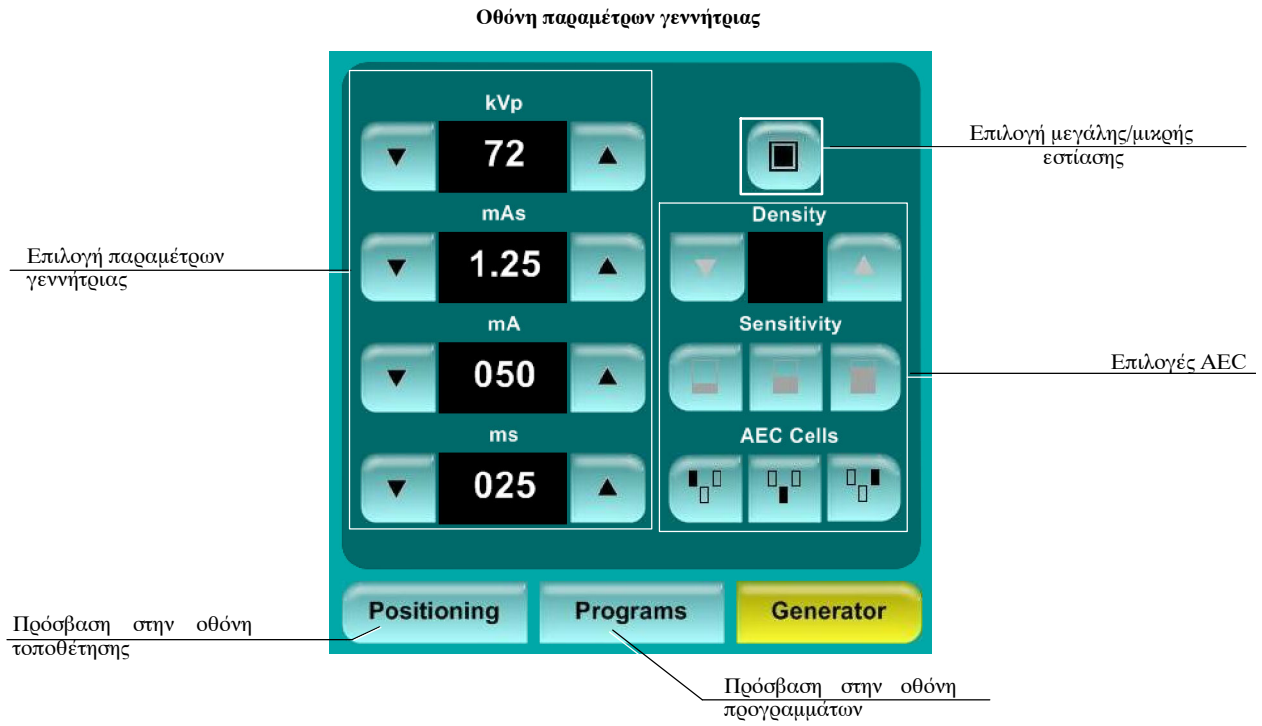 Οθόνη παραμέτρων γεννήτριας
kVp
72
mAs
1.25
mA
050
ms
025
Επιλογή παραμέτρων
γεννήτριας
Επιλογή μεγάλης/μικρής
εστίασης
Density
Sensitivity
AEC Cells
Επιλογές AEC
Positioning
Programs
Generator
Πρόσβαση στην οθόνη
τοποθέτησης
Πρόσβαση στην οθόνη
προγραμμάτων